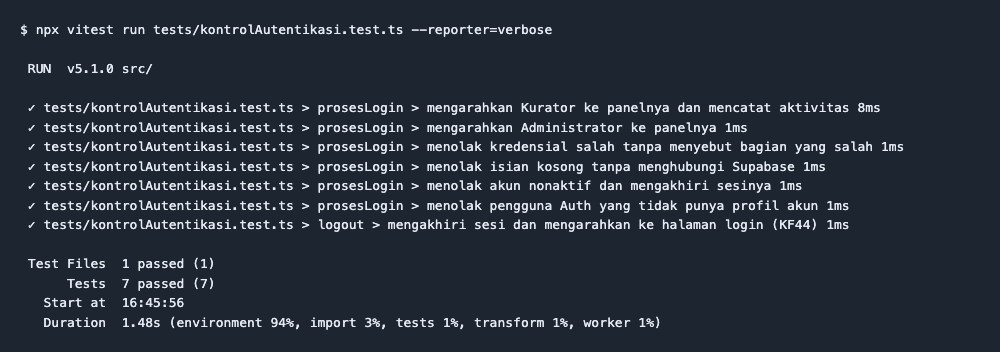 $ npx vitest run tests/kontrolAutentikasi.test.ts --reporter=verbose
RUN v5.1.0 src/
✓ tests/kontrolAutentikasi.test.ts > prosesLogin > mengarahkan Kurator ke panelnya dan mencatat aktivitas 8ms
✓ tests/kontrolAutentikasi.test.ts > prosesLogin > mengarahkan Administrator ke panelnya 1ms
✓ tests/kontrolAutentikasi.test.ts > prosesLogin > menolak kredensial salah tanpa menyebut bagian yang salah 1ms
✓ tests/kontrolAutentikasi.test.ts > prosesLogin > menolak isian kosong tanpa menghubungi Supabase 1ms
✓ tests/kontrolAutentikasi.test.ts > prosesLogin > menolak akun nonaktif dan mengakhiri sesinya 1ms
✓ tests/kontrolAutentikasi.test.ts > prosesLogin > menolak pengguna Auth yang tidak punya profil akun 1ms
✓ tests/kontrolAutentikasi.test.ts > logout > mengakhiri sesi dan mengarahkan ke halaman login (KF44) 1ms
Test Files 1 passed (1)
Tests 7 passed (7)
Start at 16:45:56
Duration 1.48s (environment 94%, import 3%, tests 1%, transform 1%, worker 1%)